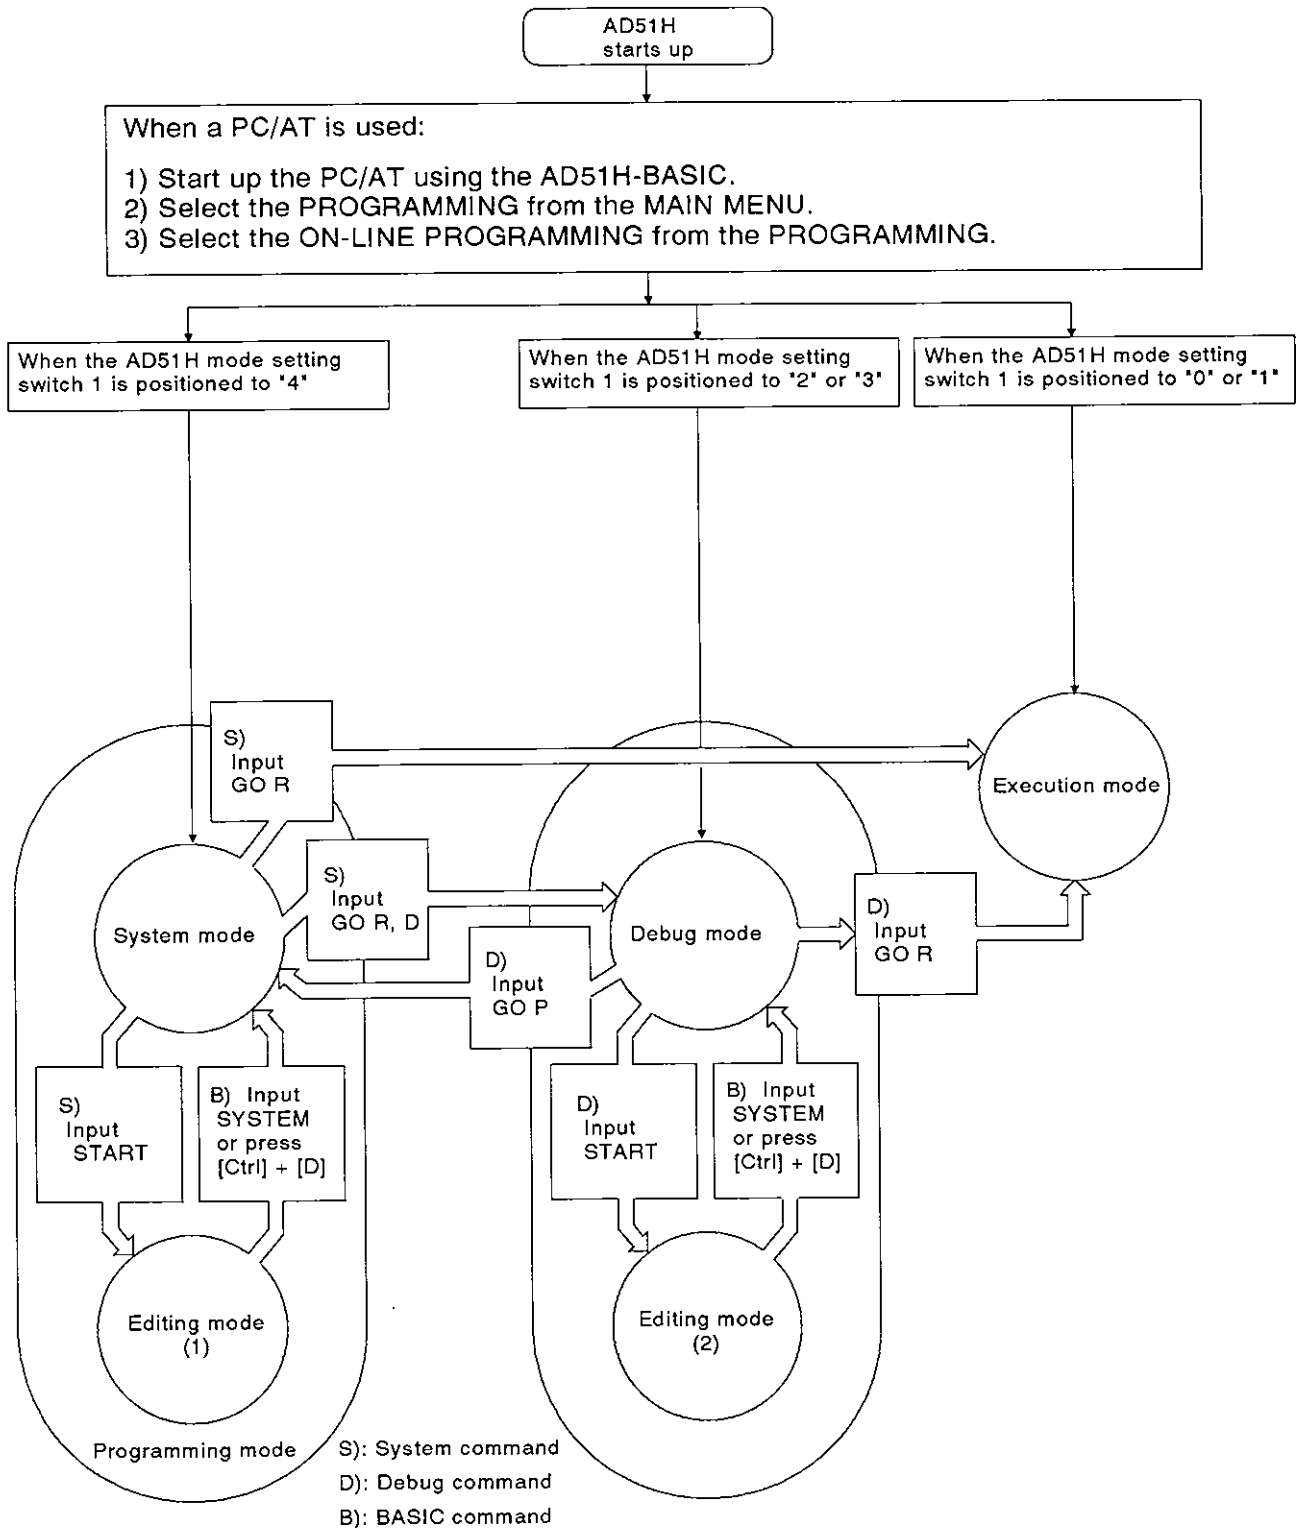 AD51H
starts up
When a PC/AT is used:
1) Start up the PC/AT using the AD51H-BASIC.
2) Select the PROGRAMMING from the MAIN MENU.
3) Select the ON-LINE PROGRAMMING from the PROGRAMMING.
When the AD51H mode setting
switch 1 is positioned to "4"
When the AD51H mode setting
switch 1 is positioned to "2" or "3"
When the AD51H mode setting
switch 1 is positioned to "0" or "1"
S)
Input
GO R
Execution mode
S)
Input
GO R, D
System mode
Debug mode
D)
Input
GO R
D)
Input
GO P
S)
Input
START
B) Input
SYSTEM
or press
[Ctrl] + [D]
D)
Input
START
B) Input
SYSTEM
or press
[Ctrl] + [D]
Editing mode
(1)
Editing mode
(2)
Programming mode
S): System command
D): Debug command
B): BASIC command